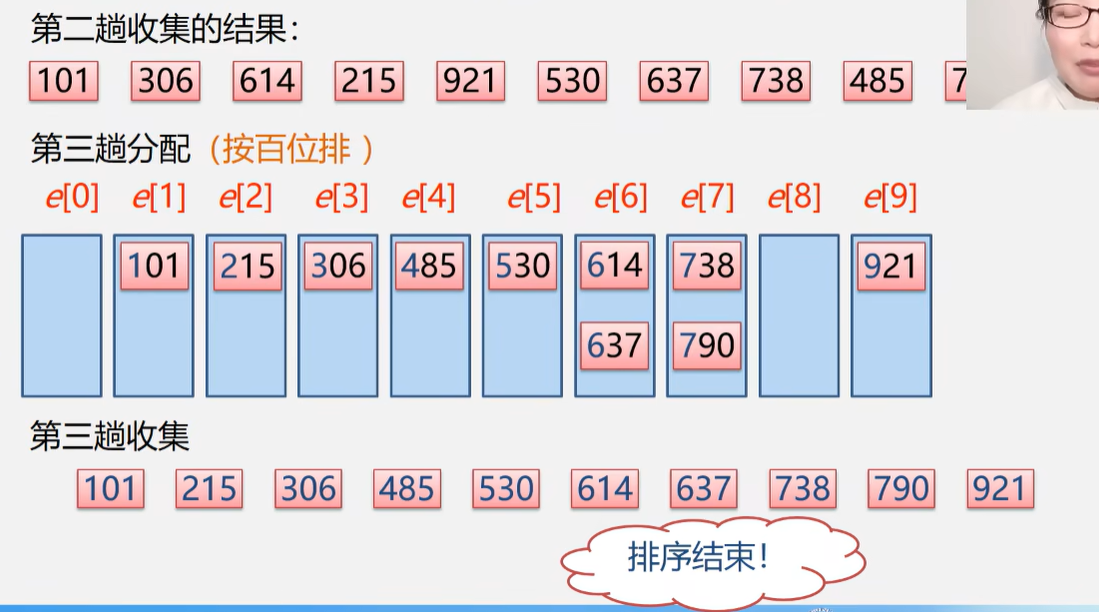 第二趟收集的结果：
101 306 614 215 921 530 637 738 485 7
第三趟分配（按百位排 ）
e[0] e[1] e[2] e[3] e[4] e[5] e[6] e[7] e[8] e[9]
101 215 306 485 530 614 738 921
637 790
第三趟收集
101 215 306 485 530 614 637 738 790 921
排序结束！